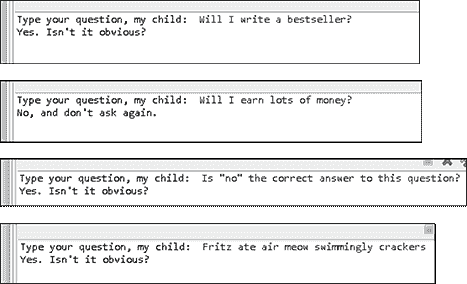 Type your question, my child:  Will I write a bestseller?
Yes. Isn't it obvious?
Type your question, my child:  Will I earn lots of money?
No, and don't ask again.
Type your question, my child:  Is "no" the correct answer to this question?
Yes. Isn't it obvious?
Type your question, my child:  Fritz ate air meow swimmingly crackers
Yes. Isn't it obvious?